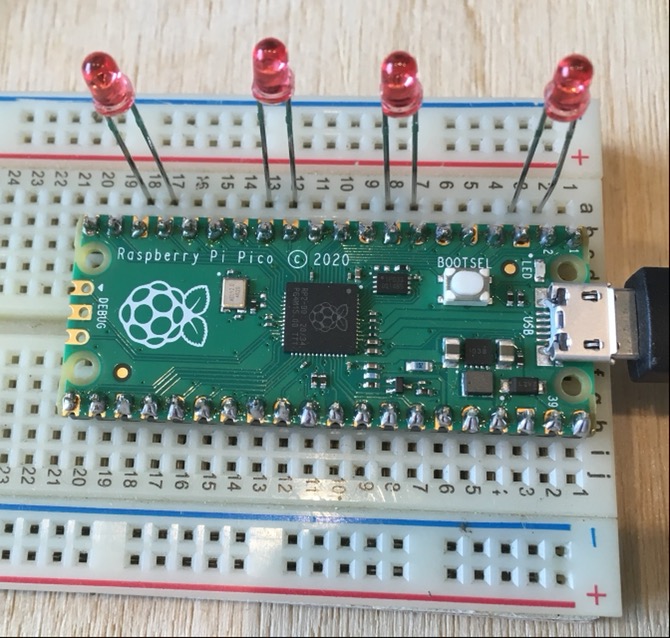 +
24 23 22 21 20 19 18 17 16 15 14 13 12 11 10 9 8 7 6 5 4 3 2 1
a
b
Raspberry Pi Pico © 2020
BOOTSEL
LED
2
USB
DEBUG
39
i
j
23 22 21 20 19 18 17 16 15 14 13 12 11 10 9 8 7 6 5 4 3 2 1
-
+